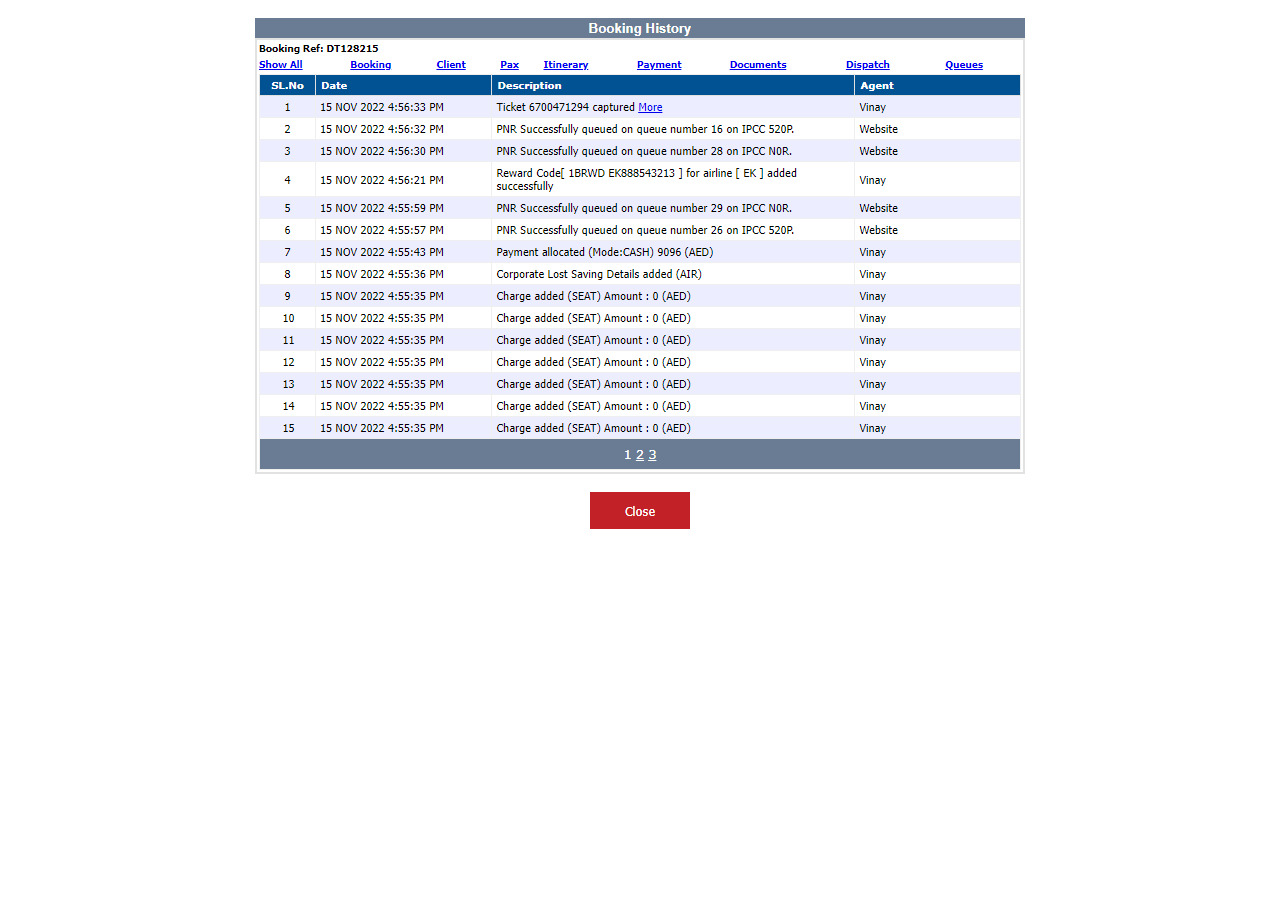 Booking History
Booking Ref: DT128215
Show All Booking Client Pax Itinerary Payment Documents Dispatch Queues
SL.No Date Description Agent
1 15 NOV 2022 4:56:33 PM Ticket 6700471294 captured More Vinay
2 15 NOV 2022 4:56:32 PM PNR Successfully queued on queue number 16 on IPCC 520P. Website
3 15 NOV 2022 4:56:30 PM PNR Successfully queued on queue number 28 on IPCC N0R. Website
4 15 NOV 2022 4:56:21 PM Reward Code[ 1BRWD EK888543213 ] for airline [ EK ] added successfully Vinay
5 15 NOV 2022 4:55:59 PM PNR Successfully queued on queue number 29 on IPCC N0R. Website
6 15 NOV 2022 4:55:57 PM PNR Successfully queued on queue number 26 on IPCC 520P. Website
7 15 NOV 2022 4:55:43 PM Payment allocated (Mode:CASH) 9096 (AED) Vinay
8 15 NOV 2022 4:55:36 PM Corporate Lost Saving Details added (AIR) Vinay
9 15 NOV 2022 4:55:35 PM Charge added (SEAT) Amount : 0 (AED) Vinay
10 15 NOV 2022 4:55:35 PM Charge added (SEAT) Amount : 0 (AED) Vinay
11 15 NOV 2022 4:55:35 PM Charge added (SEAT) Amount : 0 (AED) Vinay
12 15 NOV 2022 4:55:35 PM Charge added (SEAT) Amount : 0 (AED) Vinay
13 15 NOV 2022 4:55:35 PM Charge added (SEAT) Amount : 0 (AED) Vinay
14 15 NOV 2022 4:55:35 PM Charge added (SEAT) Amount : 0 (AED) Vinay
15 15 NOV 2022 4:55:35 PM Charge added (SEAT) Amount : 0 (AED) Vinay
1 2 3
Close